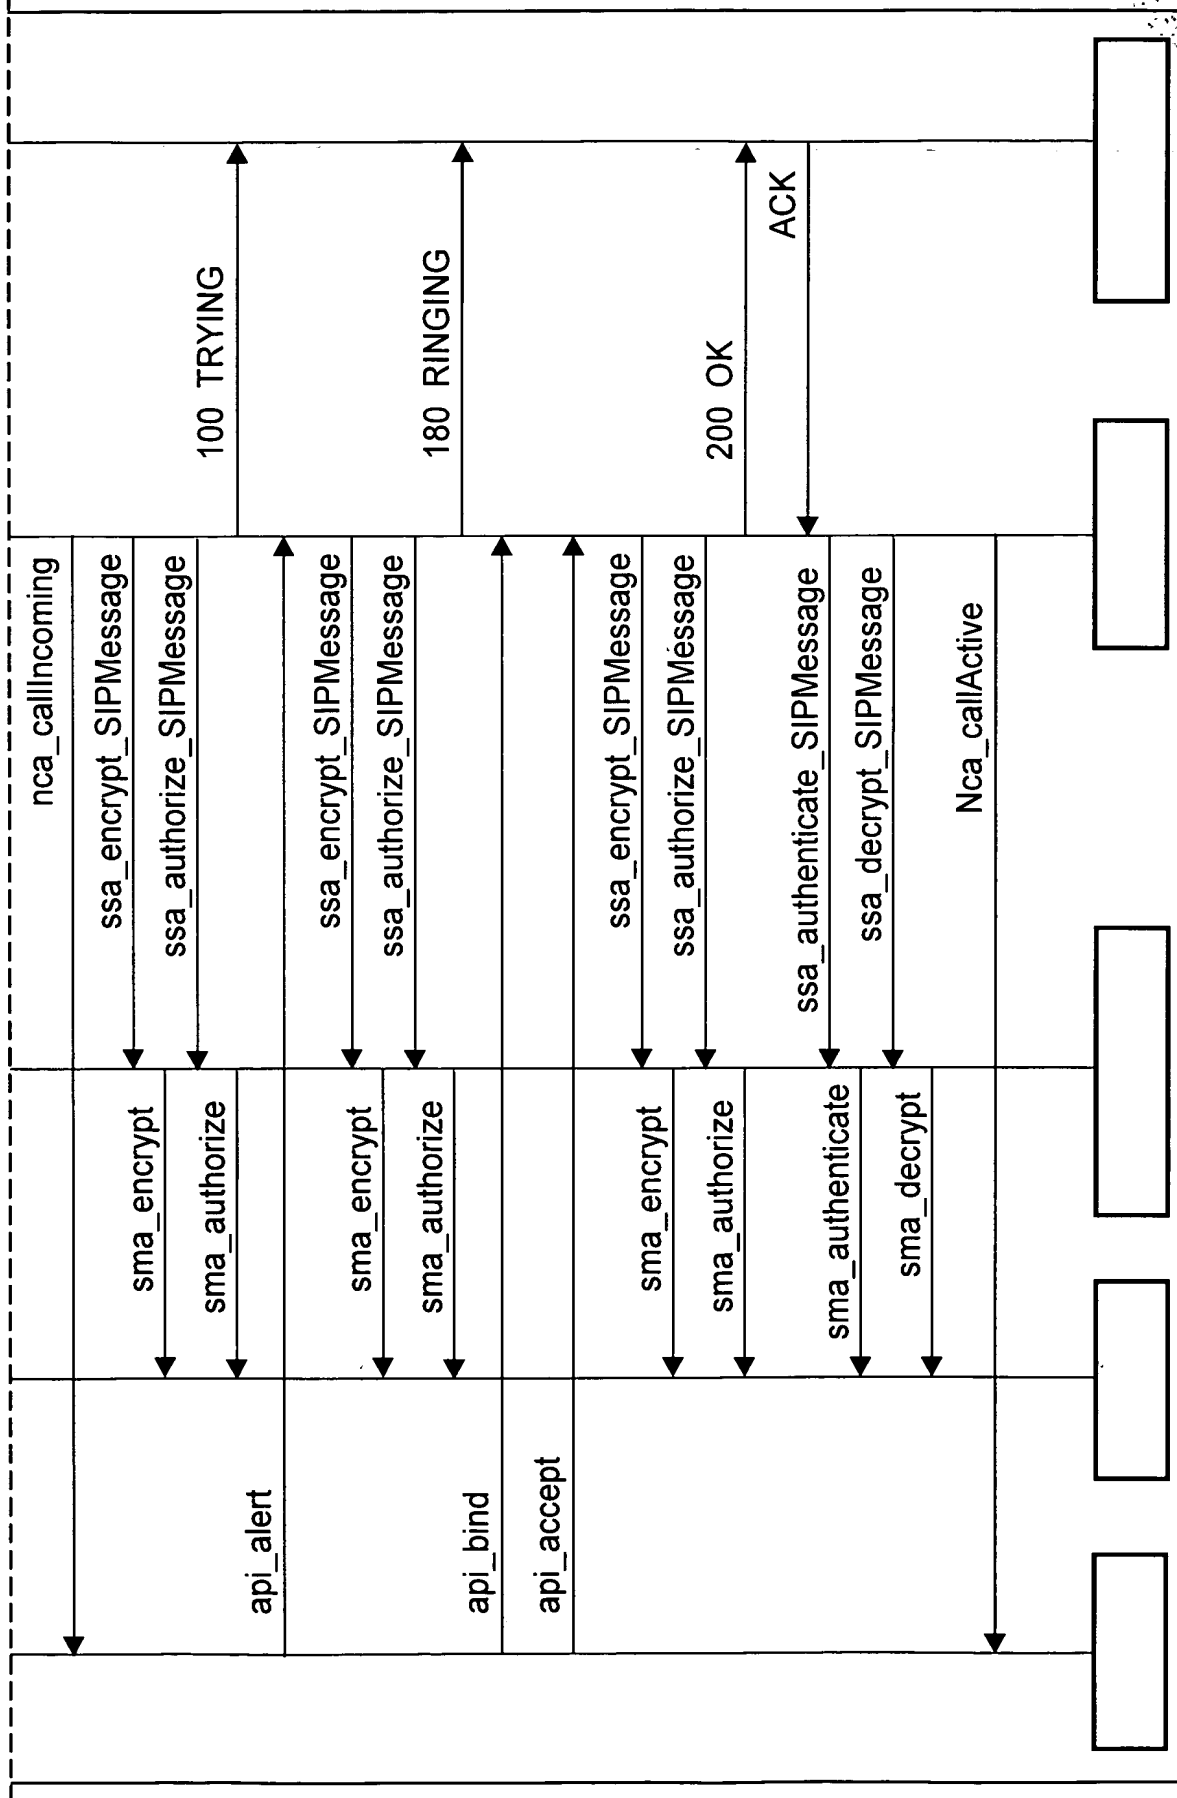 nca_callIncoming
ssa_encrypt_SIPMessage
sma_encrypt
ssa_authorize_SIPMessage
sma_authorize
100 TRYING
api_alert
ssa_encrypt_SIPMessage
sma_encrypt
ssa_authorize_SIPMessage
sma_authorize
180 RINGING
api_bind
api_accept
ssa_encrypt_SIPMessage
sma_encrypt
ssa_authorize_SIPMessage
sma_authorize
200 OK
ACK
ssa_authenticate_SIPMessage
sma_authenticate
ssa_decrypt_SIPMessage
sma_decrypt
Nca_callActive